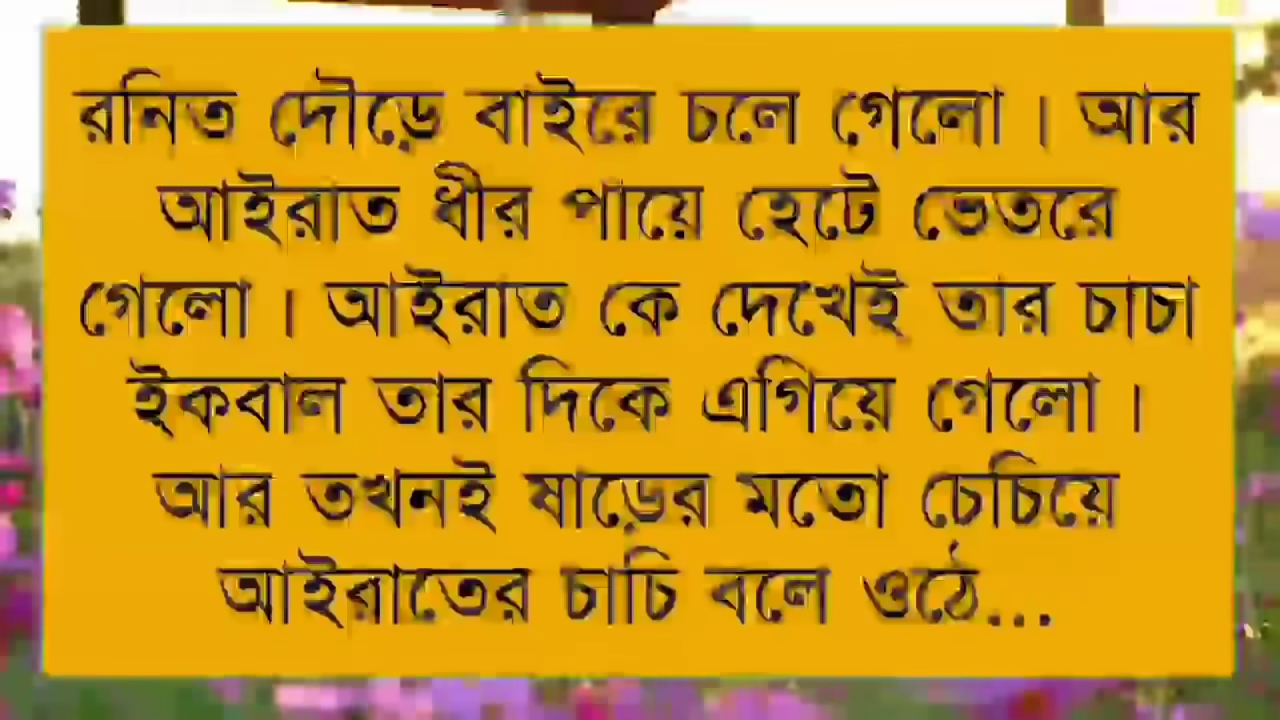 রনিত দৌড়ে বাইরে চলে গেলো । আর
আইরাত ধীর পায়ে হেটে ভেতরে
গেলো । আইরাত কে দেখেই তার চাচা
ইকবাল তার দিকে এগিয়ে গেলো ।
আর তখনই ষাড়ের মতো চেচিয়ে
আইরাতের চাচি বলে ওঠে...